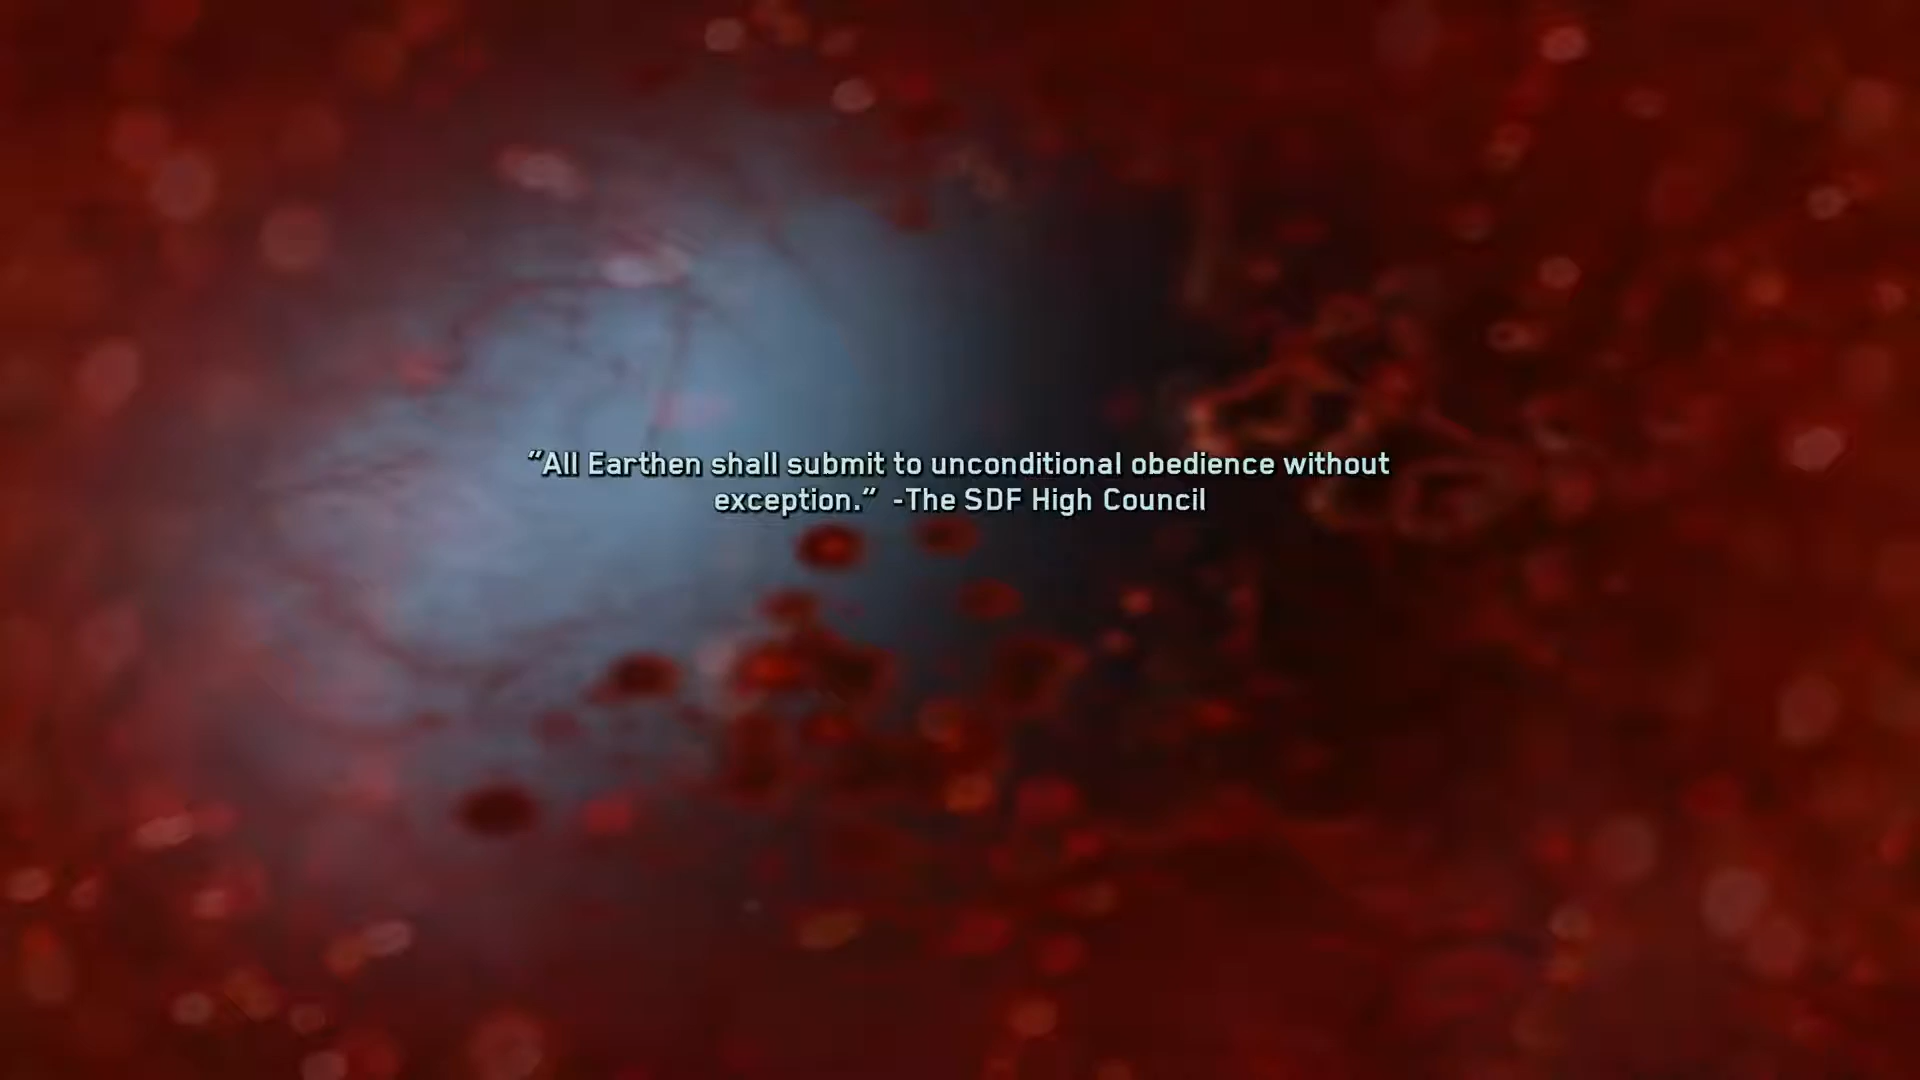 "All Earthen shall submit to unconditional obedience without
exception."  -The SDF High Council